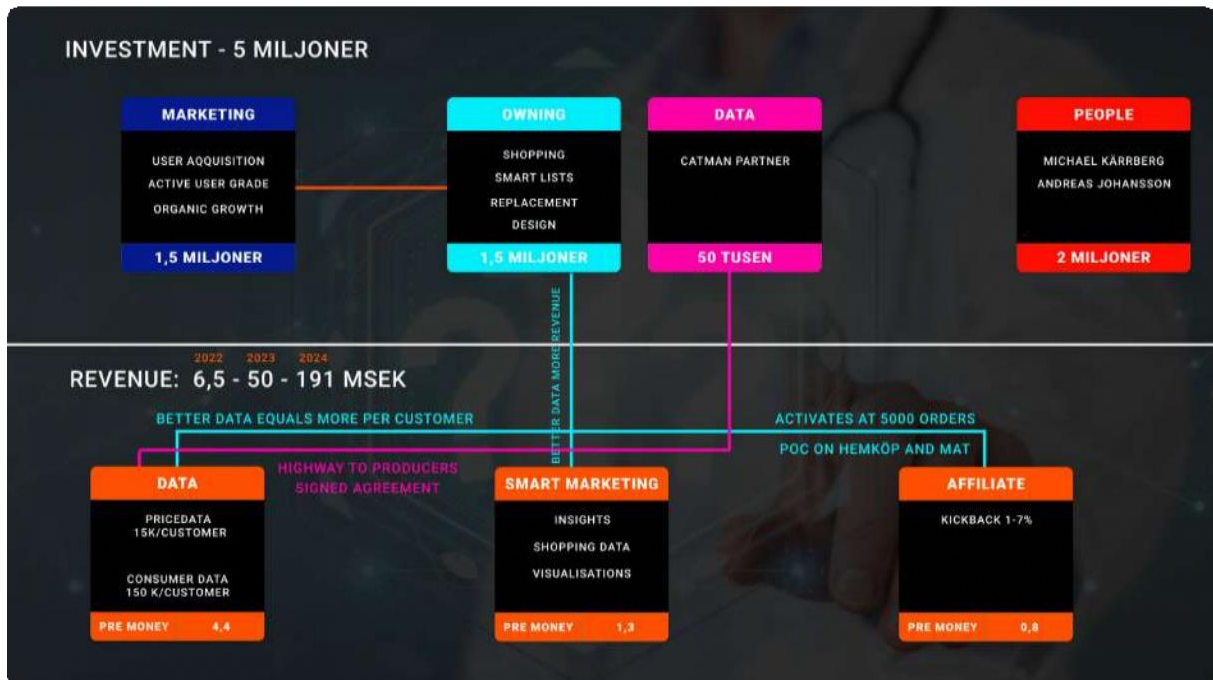 INVESTMENT - 5 MILJONER
MARKETING
USER AQQUISITION
ACTIVE USER GRADE
ORGANIC GROWTH
1,5 MILJONER
OWNING
SHOPPING
SMART LISTS
REPLACEMENT
DESIGN
1,5 MILJONER
DATA
CATMAN PARTNER
50 TUSEN
PEOPLE
MICHAEL KÄRRBERG
ANDREAS JOHANSSON
2 MILJONER
BETTER DATA MORE REVENUE
2022 2023 2024
REVENUE: 6,5 - 50 - 191 MSEK
BETTER DATA EQUALS MORE PER CUSTOMER
ACTIVATES AT 5000 ORDERS
POC ON HEMKÖP AND MAT
HIGHWAY TO PRODUCERS
SIGNED AGREEMENT
DATA
PRICEDATA
15K/CUSTOMER
CONSUMER DATA
150 K/CUSTOMER
PRE MONEY 4,4
SMART MARKETING
INSIGHTS
SHOPPING DATA
VISUALISATIONS
PRE MONEY 1,3
AFFILIATE
KICKBACK 1-7%
PRE MONEY 0,8